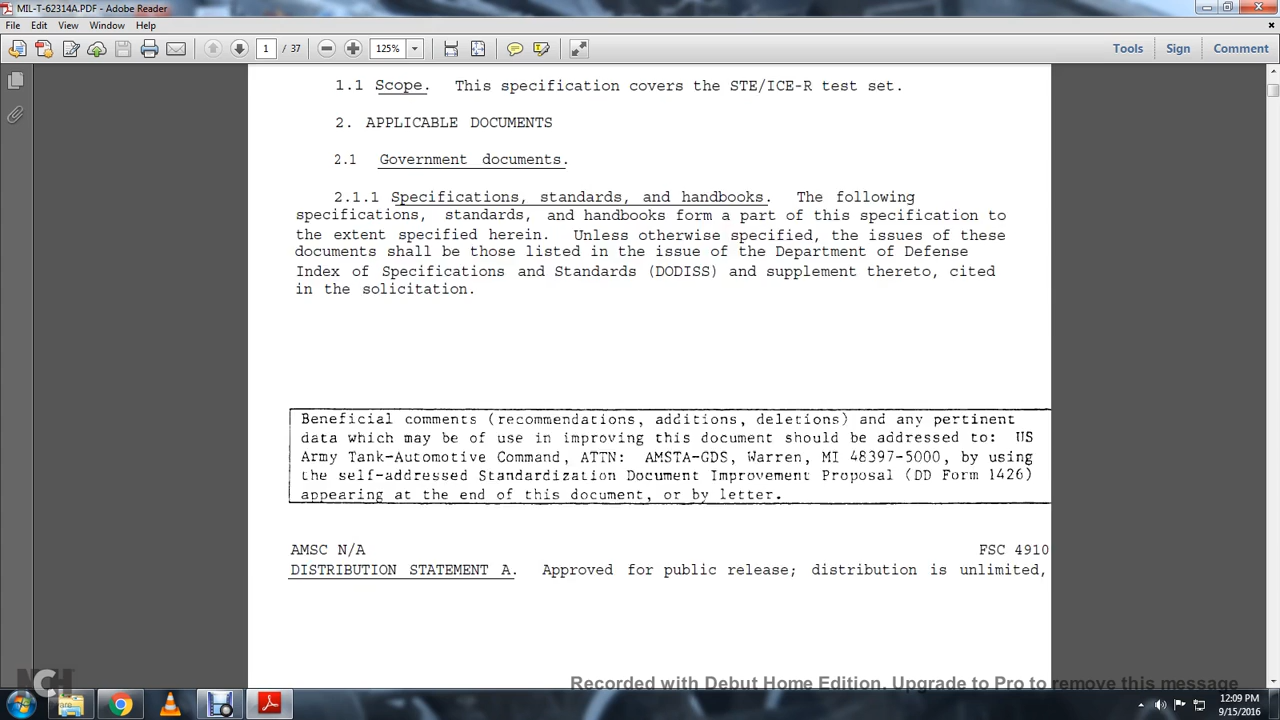 MIL-T-62314A.PDF - Adobe Reader
File Edit View Window Help
1 / 37 125% Tools Sign Comment
1.1 Scope. This specification covers the STE/ICE-R test set.
2. APPLICABLE DOCUMENTS
2.1 Government documents.
2.1.1 Specifications, standards, and handbooks. The following
specifications, standards, and handbooks form a part of this specification to
the extent specified herein. Unless otherwise specified, the issues of these
documents shall be those listed in the issue of the Department of Defense
Index of Specifications and Standards (DODISS) and supplement thereto, cited
in the solicitation.
Beneficial comments (recommendations, additions, deletions) and any pertinent
data which may be of use in improving this document should be addressed to: US
Army Tank-Automotive Command, ATTN: AMSTA-GDS, Warren, MI 48397-5000, by using
the self-addressed Standardization Document Improvement Proposal (DD Form 1426)
appearing at the end of this document, or by letter.
AMSC N/A FSC 4910
DISTRIBUTION STATEMENT A. Approved for public release; distribution is unlimited,
Recorded with Debut Home Edition. Upgrade to Pro to remove this message
NCH
12:09 PM
9/15/2016